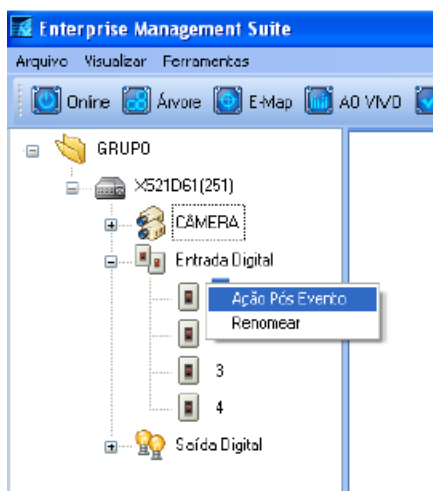 Enterprise Management Suite
Arquivo Visualizar Ferramentas
Online Árvore E-Map AO VIVO
GRUPO
X521D61(251)
CÂMERA
Entrada Digital
Ação Pós Evento
Renomear
3
4
Saída Digital